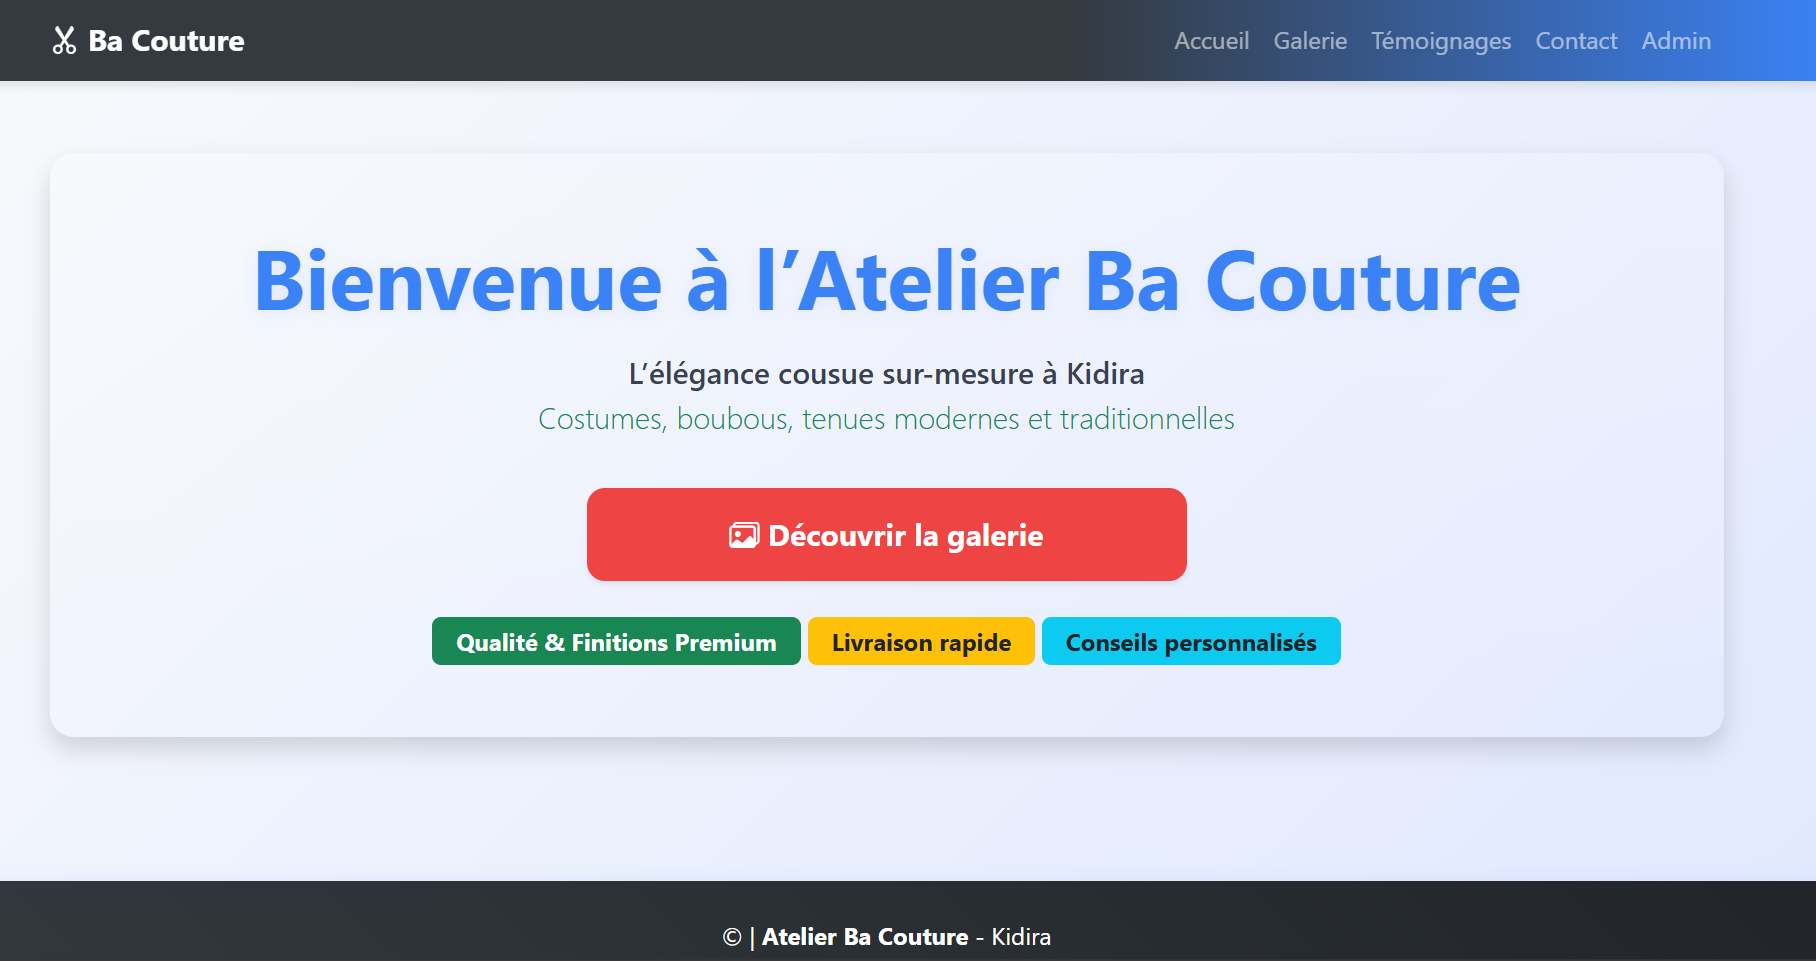 Ba Couture
Accueil Galerie Témoignages Contact Admin
Bienvenue à l’Atelier Ba Couture
L’élégance cousue sur-mesure à Kidira
Costumes, boubous, tenues modernes et traditionnelles
Découvrir la galerie
Qualité & Finitions Premium Livraison rapide Conseils personnalisés
© | Atelier Ba Couture - Kidira